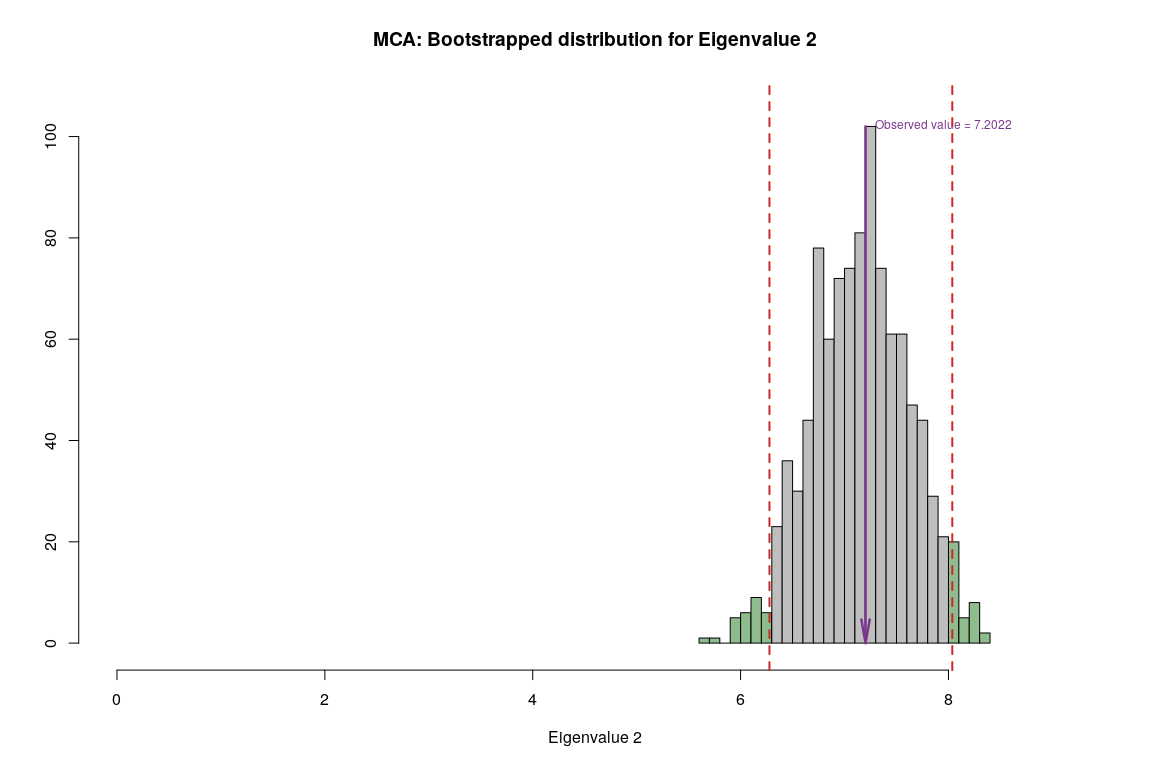 MCA: Bootstrapped distribution for Eigenvalue 2
Observed value = 7.2022
100
80
60
40
20
0
0 2 4 6 8
Eigenvalue 2